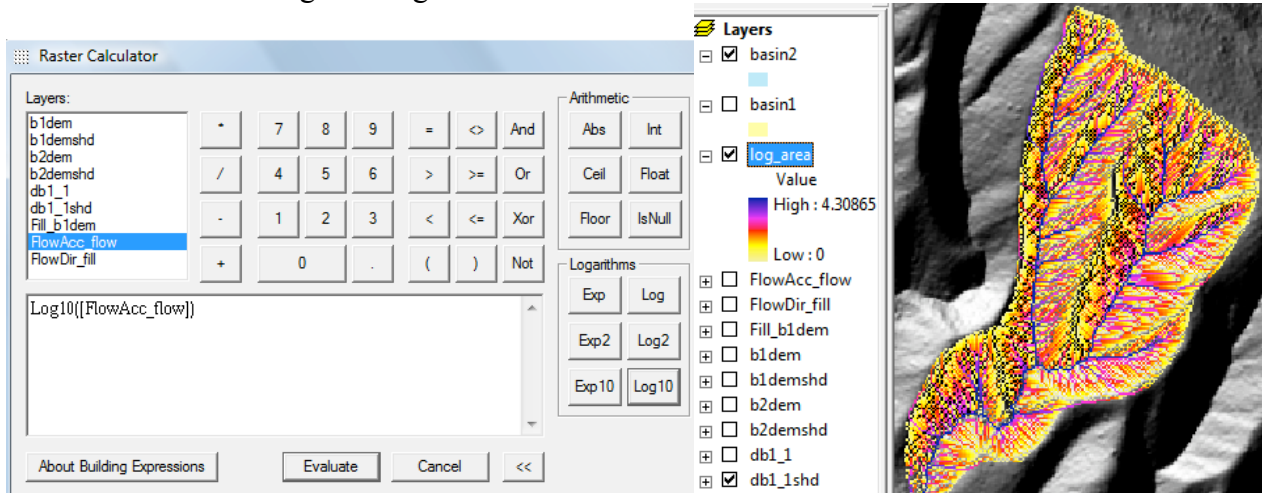 Raster Calculator
Layers:
b1dem
b1demshd
b2dem
b2demshd
db1_1
db1_1shd
Fill_b1dem
FlowAcc_flow
FlowDir_fill
* 7 8 9 = <> And
/ 4 5 6 > >= Or
- 1 2 3 < <= Xor
+ 0 . ( ) Not
Arithmetic
Abs Int
Ceil Float
Floor IsNull
Logarithms
Exp Log
Exp2 Log2
Exp10 Log10
Log10([FlowAcc_flow])
About Building Expressions Evaluate Cancel <<
Layers
basin2
basin1
log_area
Value
High : 4.30865
Low : 0
FlowAcc_flow
FlowDir_fill
Fill_b1dem
b1dem
b1demshd
b2dem
b2demshd
db1_1
db1_1shd